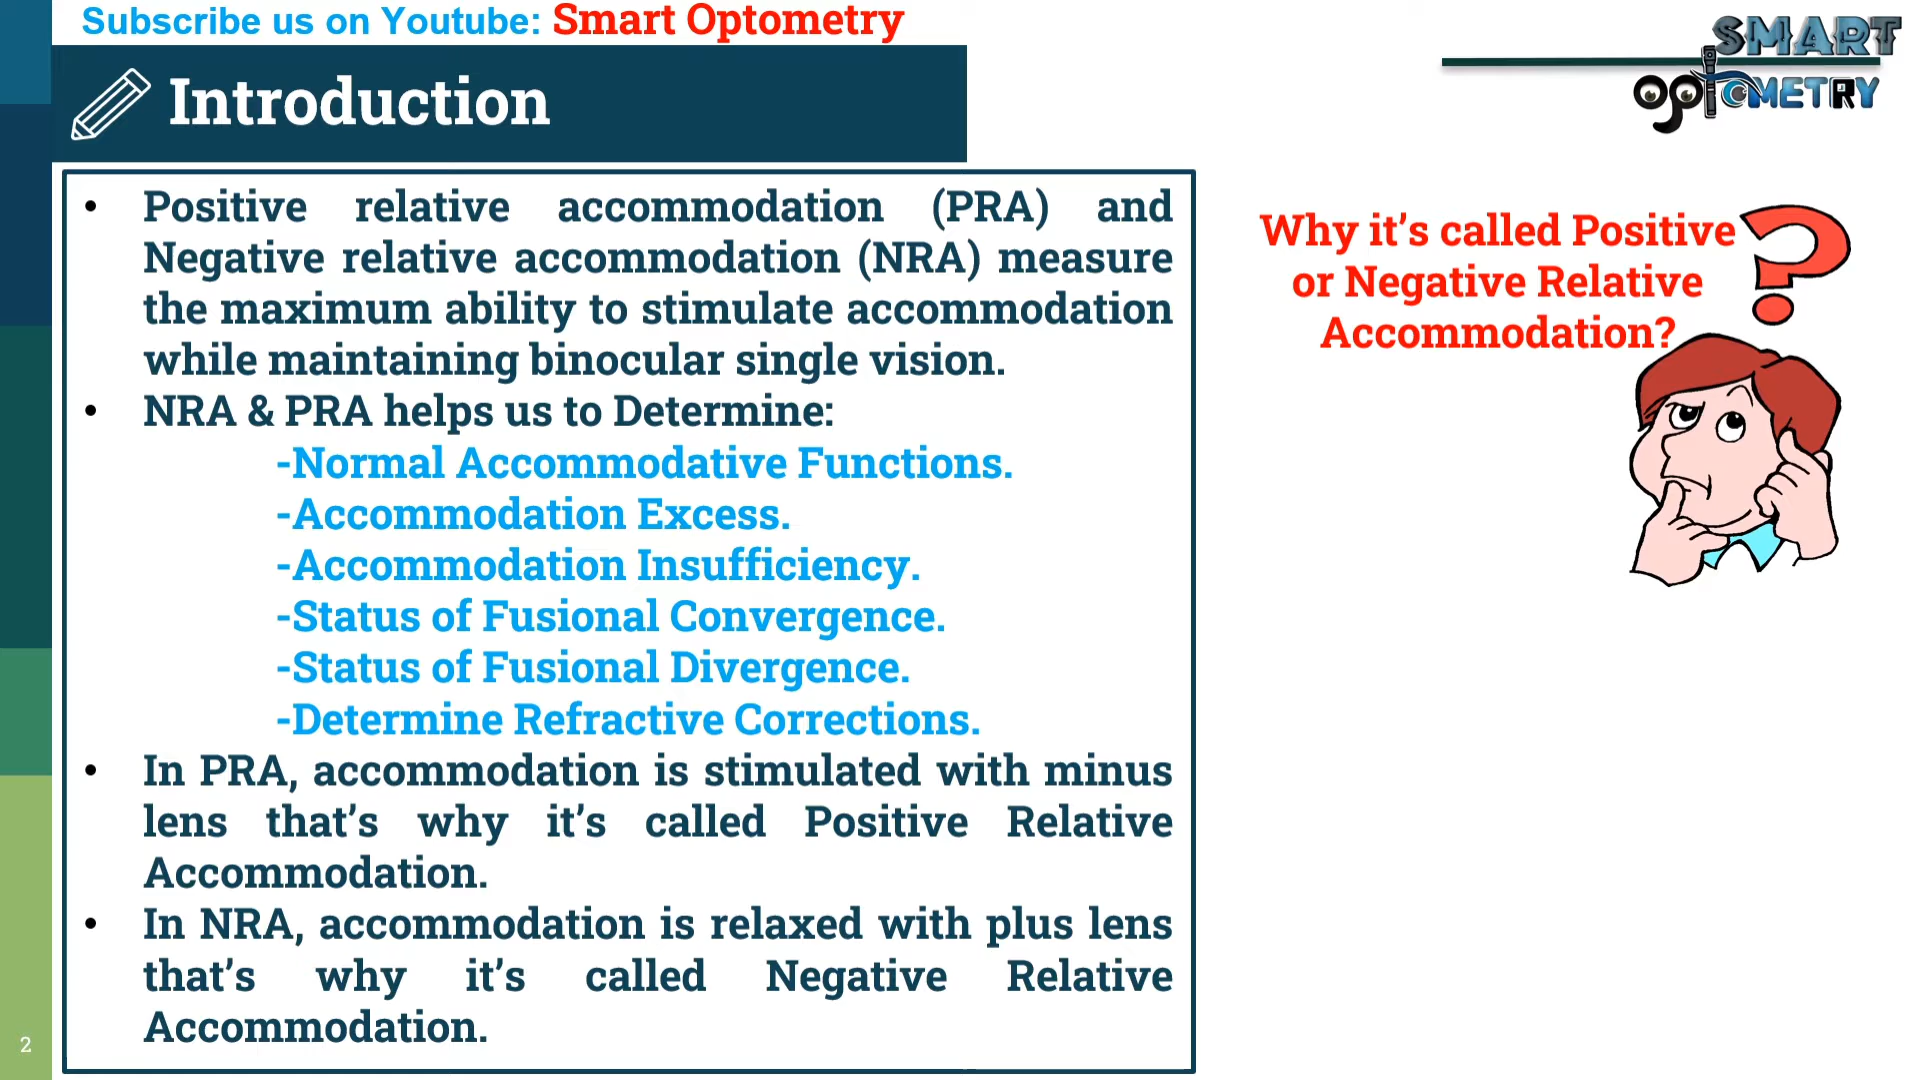 Subscribe us on Youtube: Smart Optometry
SMART
OptOMETRY
Introduction
• Positive relative accommodation (PRA) and
Negative relative accommodation (NRA) measure
the maximum ability to stimulate accommodation
while maintaining binocular single vision.
• NRA & PRA helps us to Determine:
-Normal Accommodative Functions.
-Accommodation Excess.
-Accommodation Insufficiency.
-Status of Fusional Convergence.
-Status of Fusional Divergence.
-Determine Refractive Corrections.
• In PRA, accommodation is stimulated with minus
lens that's why it's called Positive Relative
Accommodation.
• In NRA, accommodation is relaxed with plus lens
that's why it's called Negative Relative
Accommodation.
Why it's called Positive
or Negative Relative
Accommodation?
?
2